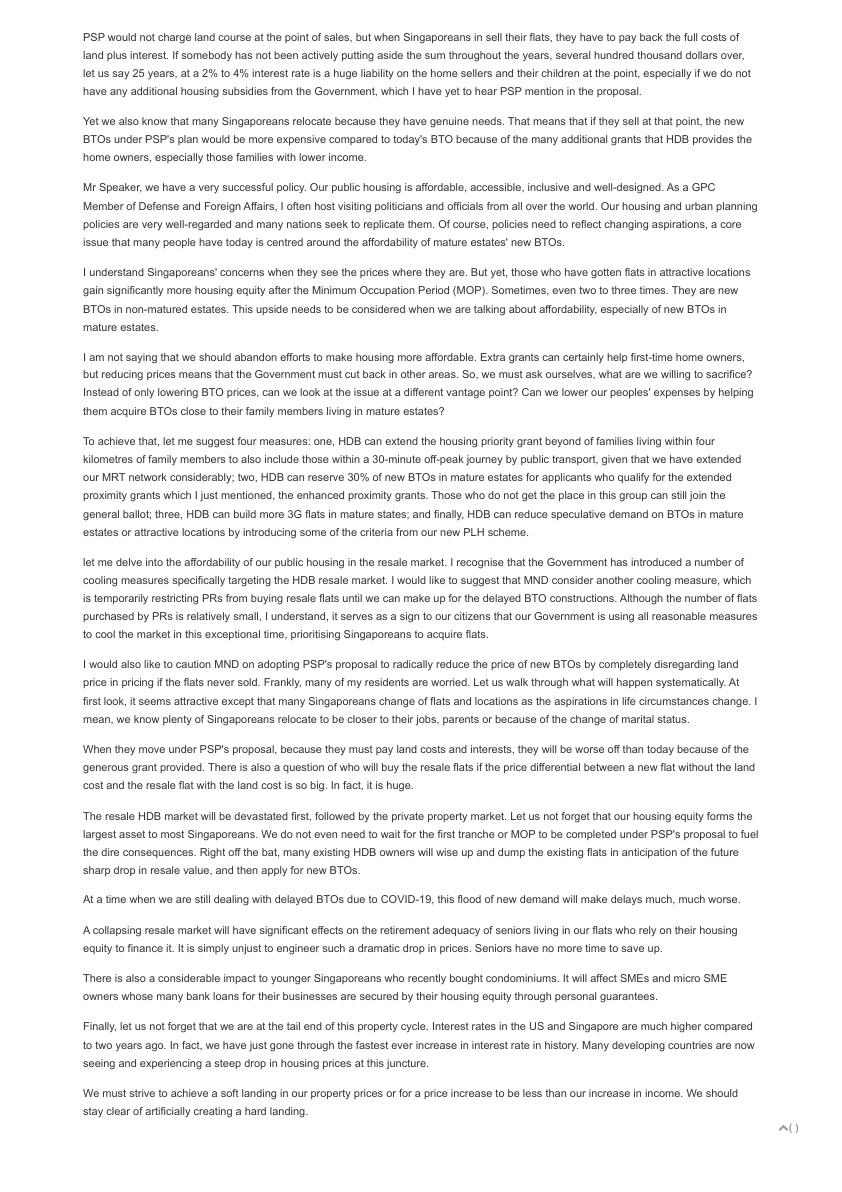 PSP would not charge land course at the point of sales, but when Singaporeans in sell their flats, they have to pay back the full costs of
land plus interest. If somebody has not been actively putting aside the sum throughout the years, several hundred thousand dollars over,
let us say 25 years, at a 2% to 4% interest rate is a huge liability on the home sellers and their children at the point, especially if we do not
have any additional housing subsidies from the Government, which I have yet to hear PSP mention in the proposal.
Yet we also know that many Singaporeans relocate because they have genuine needs. That means that if they sell at that point, the new
BTOs under PSP's plan would be more expensive compared to today's BTO because of the many additional grants that HDB provides the
home owners, especially those families with lower income.
Mr Speaker, we have a very successful policy. Our public housing is affordable, accessible, inclusive and well-designed. As a GPC
Member of Defense and Foreign Affairs, I often host visiting politicians and officials from all over the world. Our housing and urban planning
policies are very well-regarded and many nations seek to replicate them. Of course, policies need to reflect changing aspirations, a core
issue that many people have today is centred around the affordability of mature estates' new BTOs.
I understand Singaporeans' concerns when they see the prices where they are. But yet, those who have gotten flats in attractive locations
gain significantly more housing equity after the Minimum Occupation Period (MOP). Sometimes, even two to three times. They are new
BTOs in non-matured estates. This upside needs to be considered when we are talking about affordability, especially of new BTOs in
mature estates.
I am not saying that we should abandon efforts to make housing more affordable. Extra grants can certainly help first-time home owners,
but reducing prices means that the Government must cut back in other areas. So, we must ask ourselves, what are we willing to sacrifice?
Instead of only lowering BTO prices, can we look at the issue at a different vantage point? Can we lower our peoples' expenses by helping
them acquire BTOs close to their family members living in mature estates?
To achieve that, let me suggest four measures: one, HDB can extend the housing priority grant beyond of families living within four
kilometres of family members to also include those within a 30-minute off-peak journey by public transport, given that we have extended
our MRT network considerably; two, HDB can reserve 30% of new BTOs in mature estates for applicants who qualify for the extended
proximity grants which I just mentioned, the enhanced proximity grants. Those who do not get the place in this group can still join the
general ballot; three, HDB can build more 3G flats in mature states; and finally, HDB can reduce speculative demand on BTOs in mature
estates or attractive locations by introducing some of the criteria from our new PLH scheme.
let me delve into the affordability of our public housing in the resale market. I recognise that the Government has introduced a number of
cooling measures specifically targeting the HDB resale market. I would like to suggest that MND consider another cooling measure, which
is temporarily restricting PRs from buying resale flats until we can make up for the delayed BTO constructions. Although the number of flats
purchased by PRs is relatively small, I understand, it serves as a sign to our citizens that our Government is using all reasonable measures
to cool the market in this exceptional time, prioritising Singaporeans to acquire flats.
I would also like to caution MND on adopting PSP's proposal to radically reduce the price of new BTOs by completely disregarding land
price in pricing if the flats never sold. Frankly, many of my residents are worried. Let us walk through what will happen systematically. At
first look, it seems attractive except that many Singaporeans change of flats and locations as the aspirations in life circumstances change. I
mean, we know plenty of Singaporeans relocate to be closer to their jobs, parents or because of the change of marital status.
When they move under PSP's proposal, because they must pay land costs and interests, they will be worse off than today because of the
generous grant provided. There is also a question of who will buy the resale flats if the price differential between a new flat without the land
cost and the resale flat with the land cost is so big. In fact, it is huge.
The resale HDB market will be devastated first, followed by the private property market. Let us not forget that our housing equity forms the
largest asset to most Singaporeans. We do not even need to wait for the first tranche or MOP to be completed under PSP's proposal to fuel
the dire consequences. Right off the bat, many existing HDB owners will wise up and dump the existing flats in anticipation of the future
sharp drop in resale value, and then apply for new BTOs.
At a time when we are still dealing with delayed BTOs due to COVID-19, this flood of new demand will make delays much, much worse.
A collapsing resale market will have significant effects on the retirement adequacy of seniors living in our flats who rely on their housing
equity to finance it. It is simply unjust to engineer such a dramatic drop in prices. Seniors have no more time to save up.
There is also a considerable impact to younger Singaporeans who recently bought condominiums. It will affect SMEs and micro SME
owners whose many bank loans for their businesses are secured by their housing equity through personal guarantees.
Finally, let us not forget that we are at the tail end of this property cycle. Interest rates in the US and Singapore are much higher compared
to two years ago. In fact, we have just gone through the fastest ever increase in interest rate in history. Many developing countries are now
seeing and experiencing a steep drop in housing prices at this juncture.
We must strive to achieve a soft landing in our property prices or for a price increase to be less than our increase in income. We should
stay clear of artificially creating a hard landing.
( )